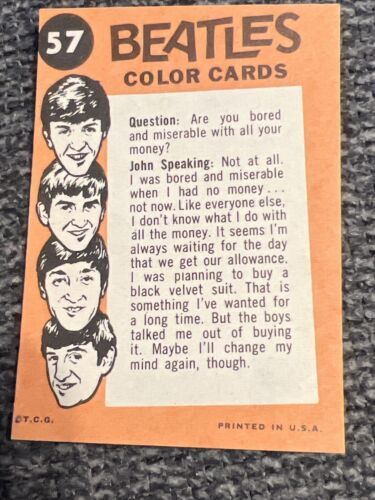 57
BEATLES
COLOR CARDS
Question: Are you bored
and miserable with all your
money?
John Speaking: Not at all.
I was bored and miserable
when I had no money...
not now. Like everyone else,
I don't know what I do with
all the money. It seems I'm
always waiting for the day
that we get our allowance.
I was planning to buy a
black velvet suit. That is
something I've wanted for
a long time. But the boys
talked me out of buying
it. Maybe I'll change my
mind again, though.
©T.C.G.
PRINTED IN U.S.A.